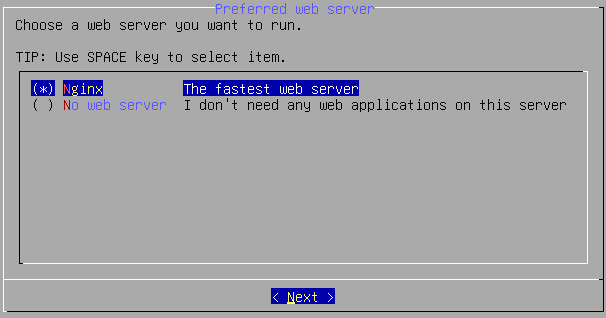 Preferred web server
Choose a web server you want to run.
TIP: Use SPACE key to select item.
(*) Nginx The fastest web server
( ) No web server I don't need any web applications on this server
< Next >